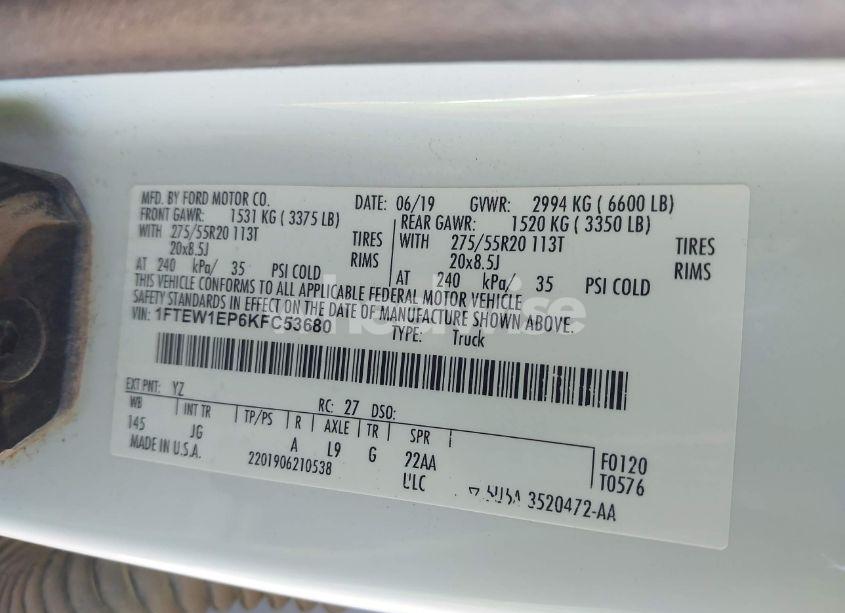 MFD. BY FORD MOTOR CO. DATE: 06/19 GVWR: 2994 KG ( 6600 LB)
FRONT GAWR: 1531 KG ( 3375 LB) REAR GAWR: 1520 KG ( 3350 LB)
WITH 275/55R20 113T TIRES WITH 275/55R20 113T TIRES
20x8.5J RIMS 20x8.5J RIMS
AT 240 kPa/ 35 PSI COLD AT 240 kPa/ 35 PSI COLD
THIS VEHICLE CONFORMS TO ALL APPLICABLE FEDERAL MOTOR VEHICLE
SAFETY STANDARDS IN EFFECT ON THE DATE OF MANUFACTURE SHOWN ABOVE.
VIN: 1FTEW1EP6KFC53680 TYPE: Truck
EXT PNT: YZ RC: 27 DSO:
WB INT TR TP/PS R AXLE TR SPR
145 JG A L9 G 22AA F0120
MADE IN U.S.A. 2201906210538 T0576
3520472-AA